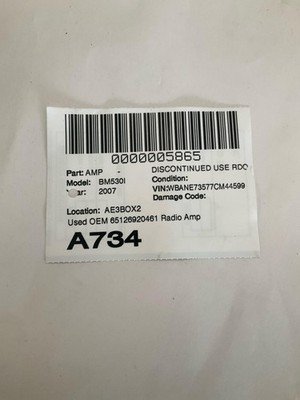 0000005865
Part: AMP - DISCONTINUED USE RDO
Model: BM530I Condition:
ar: 2007 VIN:WBANE73577CM44599
Damage Code:
Location: AE3BOX2
Used OEM 65126920461 Radio Amp
A734